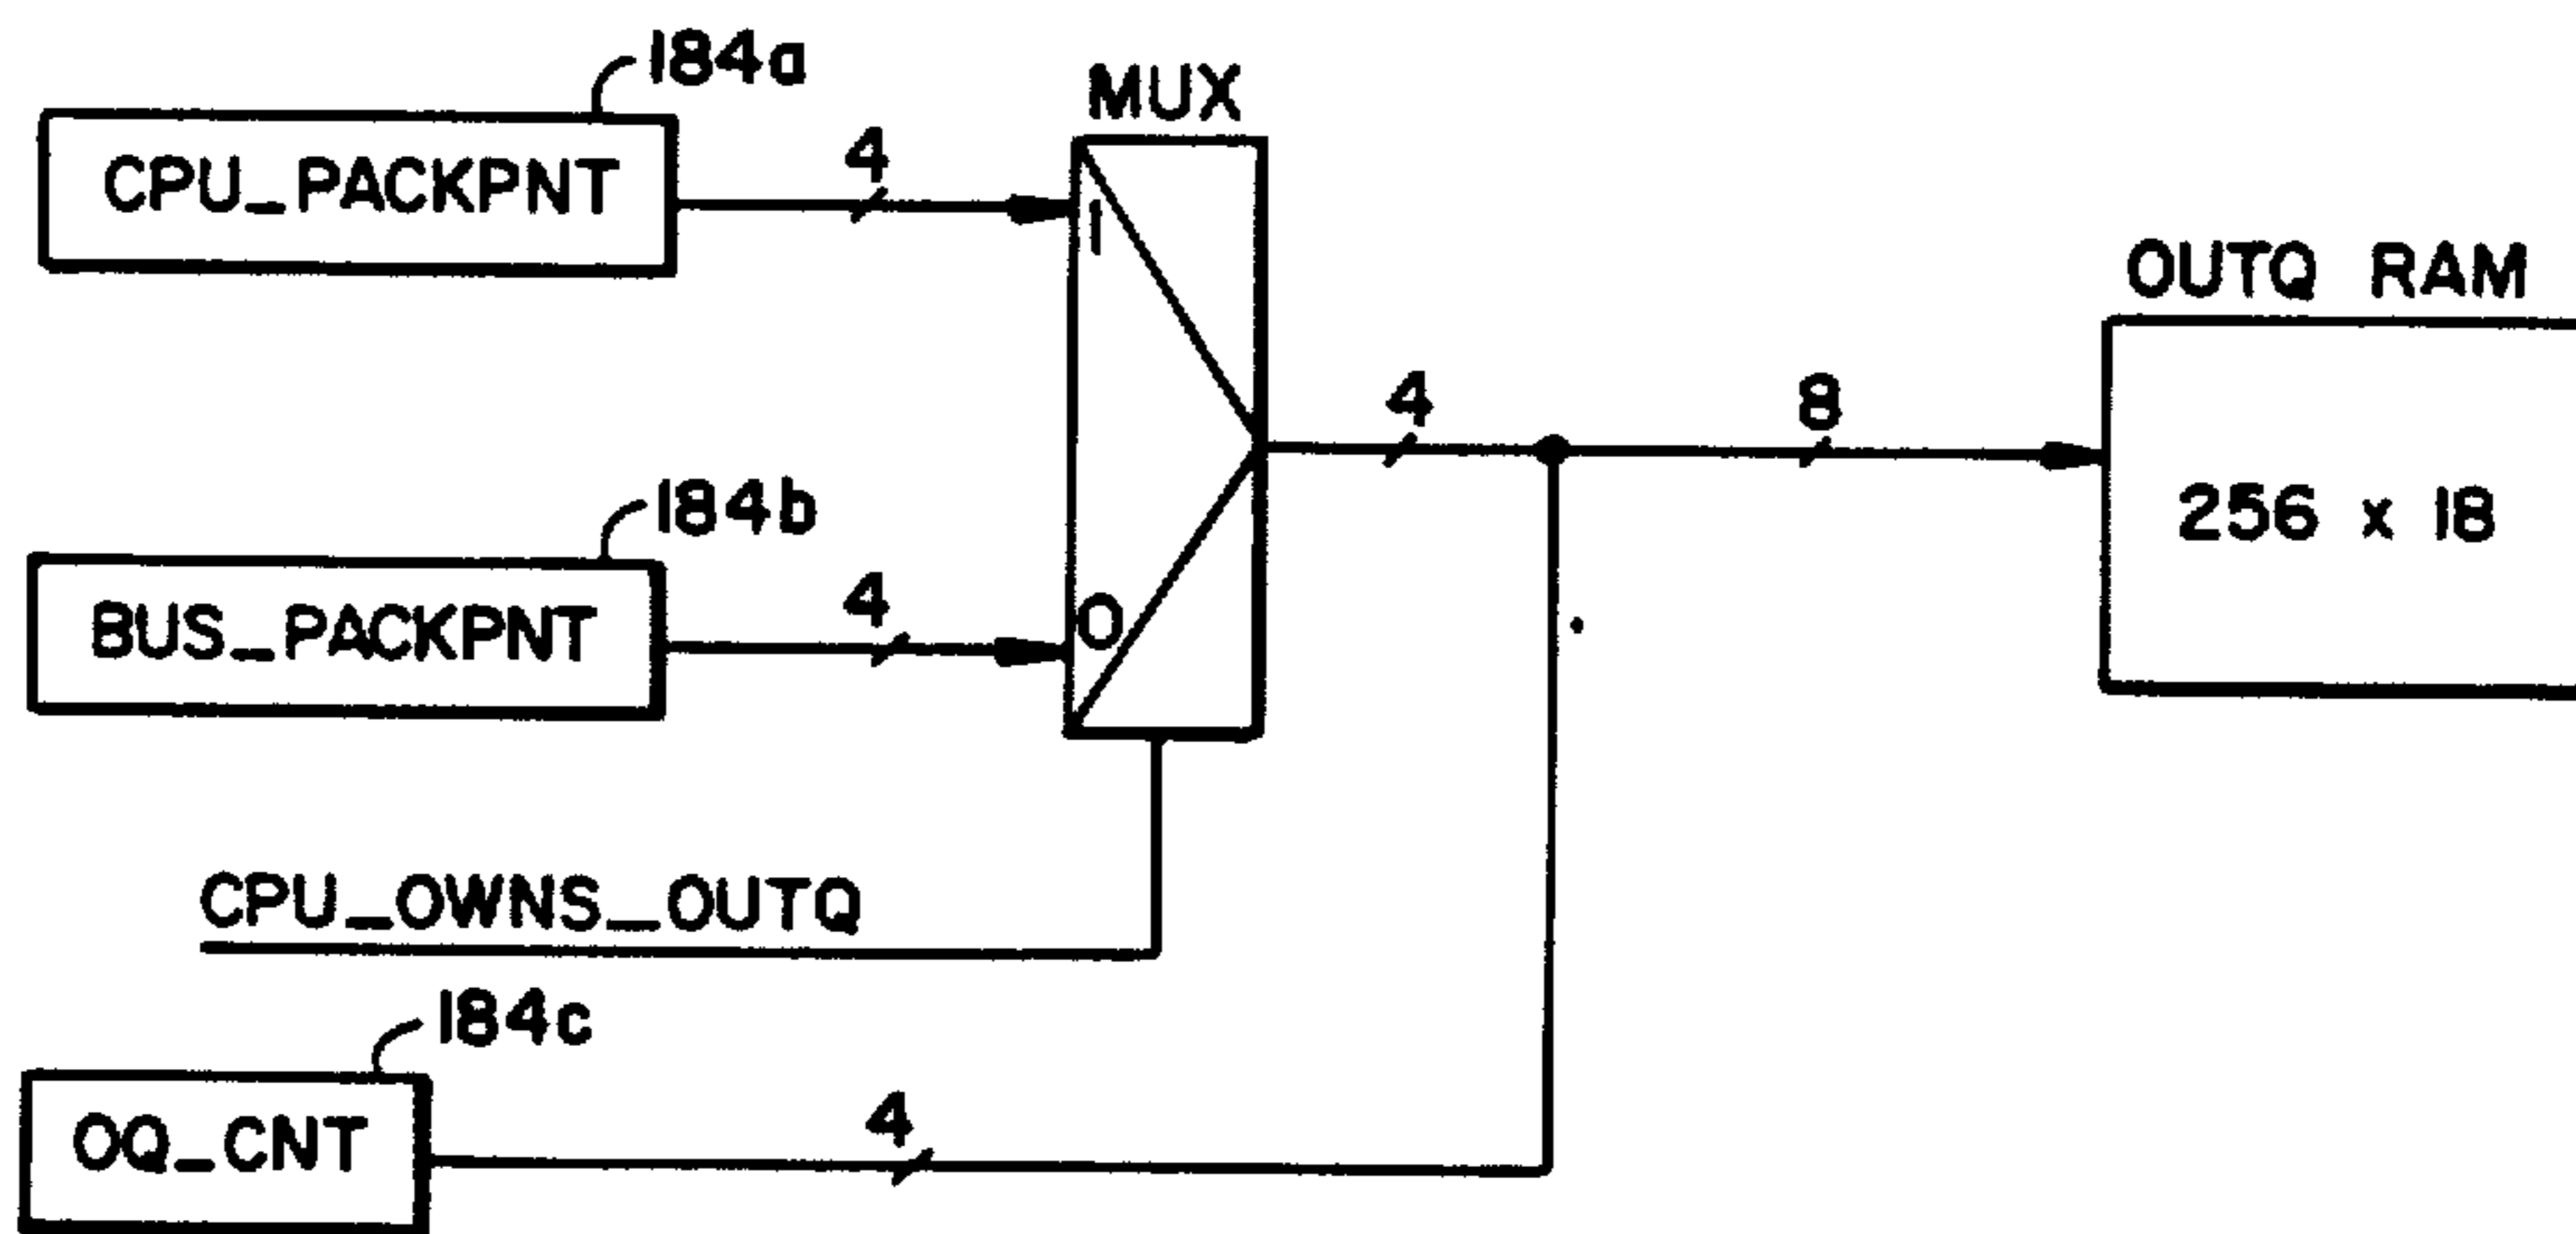 184a
CPU_PACKPNT
4
MUX
1
184b
BUS_PACKPNT
4
0
4
8
OUTQ RAM
256 x 18
CPU_OWNS_OUTQ
184c
OQ_CNT
4